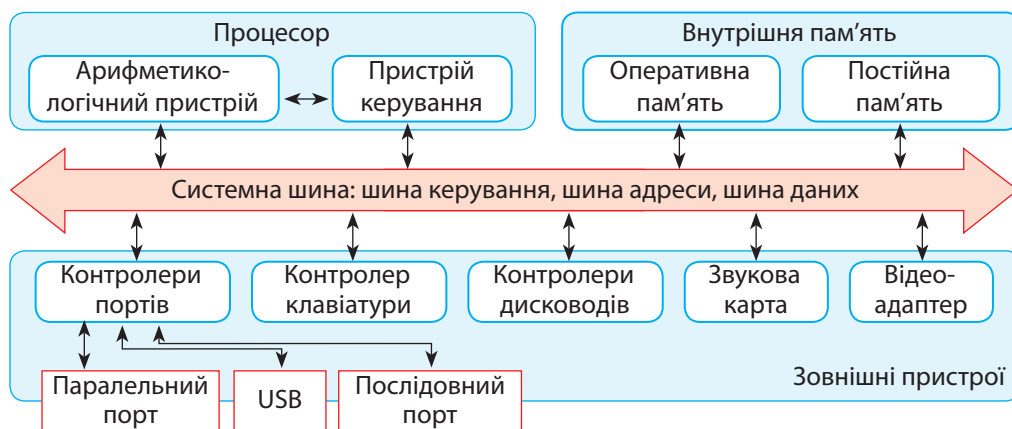 Процесор
Арифметико-
логічний пристрій
Пристрій
керування
Внутрішня пам’ять
Оперативна
пам’ять
Постійна
пам’ять
Системна шина: шина керування, шина адреси, шина даних
Контролери
портів
Контролер
клавіатури
Контролери
дисководів
Звукова
карта
Відео-
адаптер
Паралельний
порт
USB
Послідовний
порт
Зовнішні пристрої